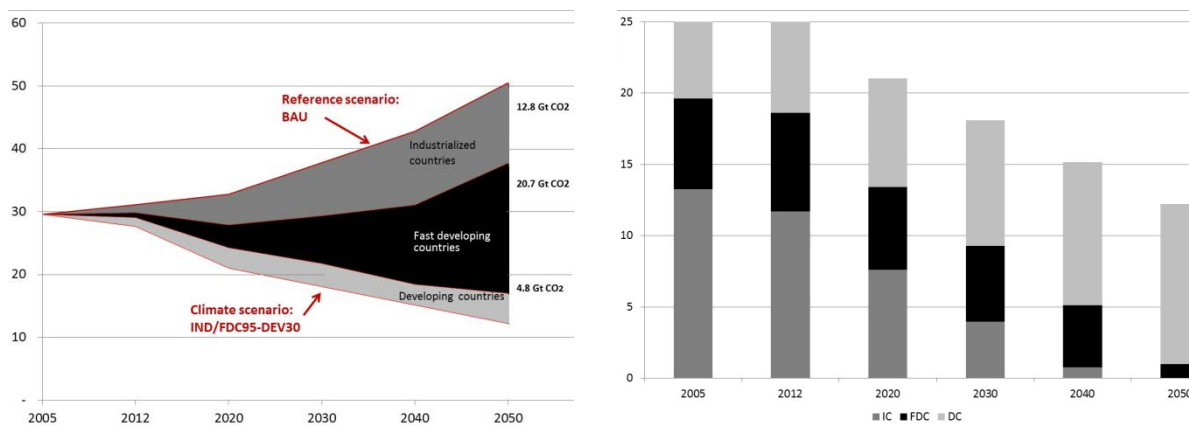 60
50
40
30
20
10
-
2005 2012 2020 2030 2040 2050
Reference scenario:
BAU
Industrialized
countries
12.8 Gt CO2
20.7 Gt CO2
Fast developing
countries
4.8 Gt CO2
Developing countries
Climate scenario:
IND/FDC95-DEV30
25
20
15
10
5
0
2005 2012 2020 2030 2040 2050
IC FDC DC